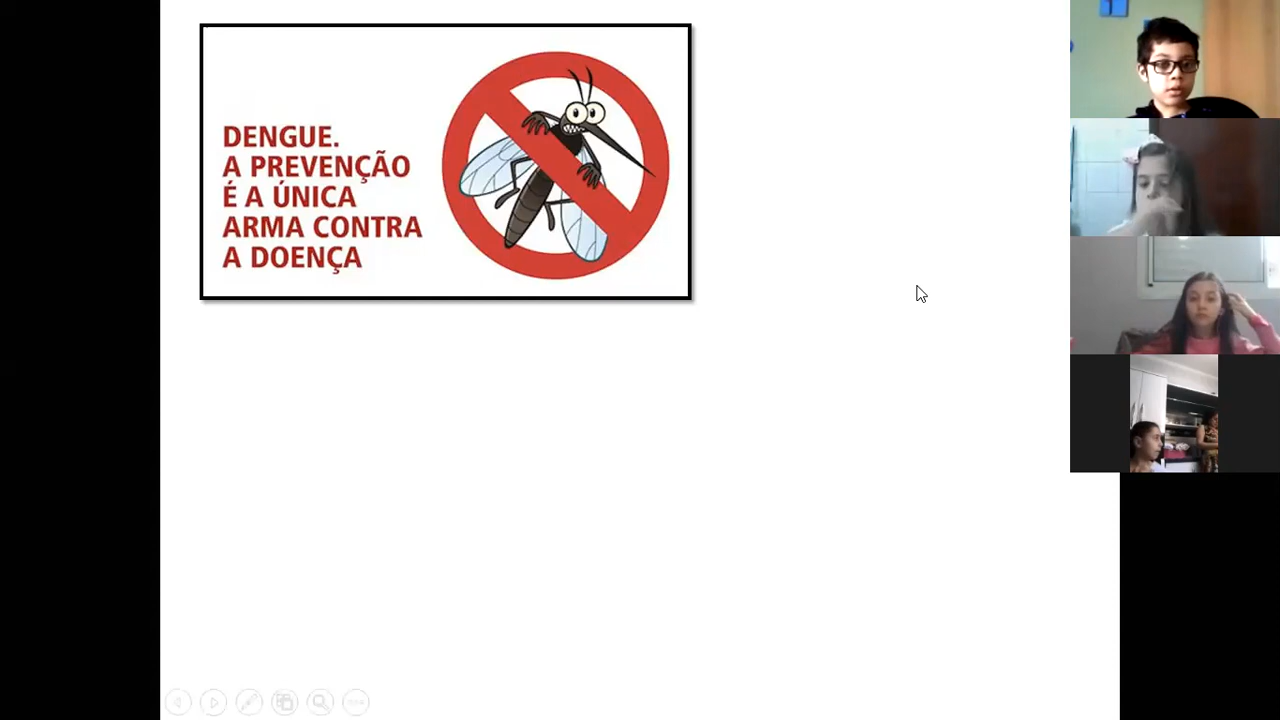 DENGUE.
A PREVENÇÃO
É A ÚNICA
ARMA CONTRA
A DOENÇA